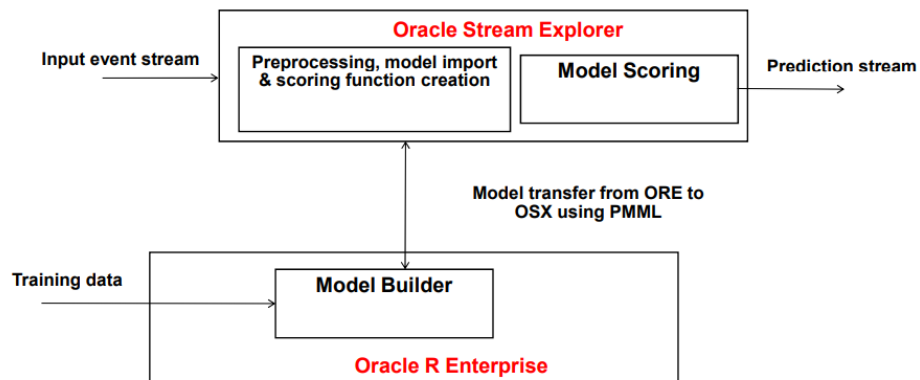 Oracle Stream Explorer
Input event stream
Preprocessing, model import
& scoring function creation
Model Scoring
Prediction stream
Model transfer from ORE to
OSX using PMML
Training data
Model Builder
Oracle R Enterprise